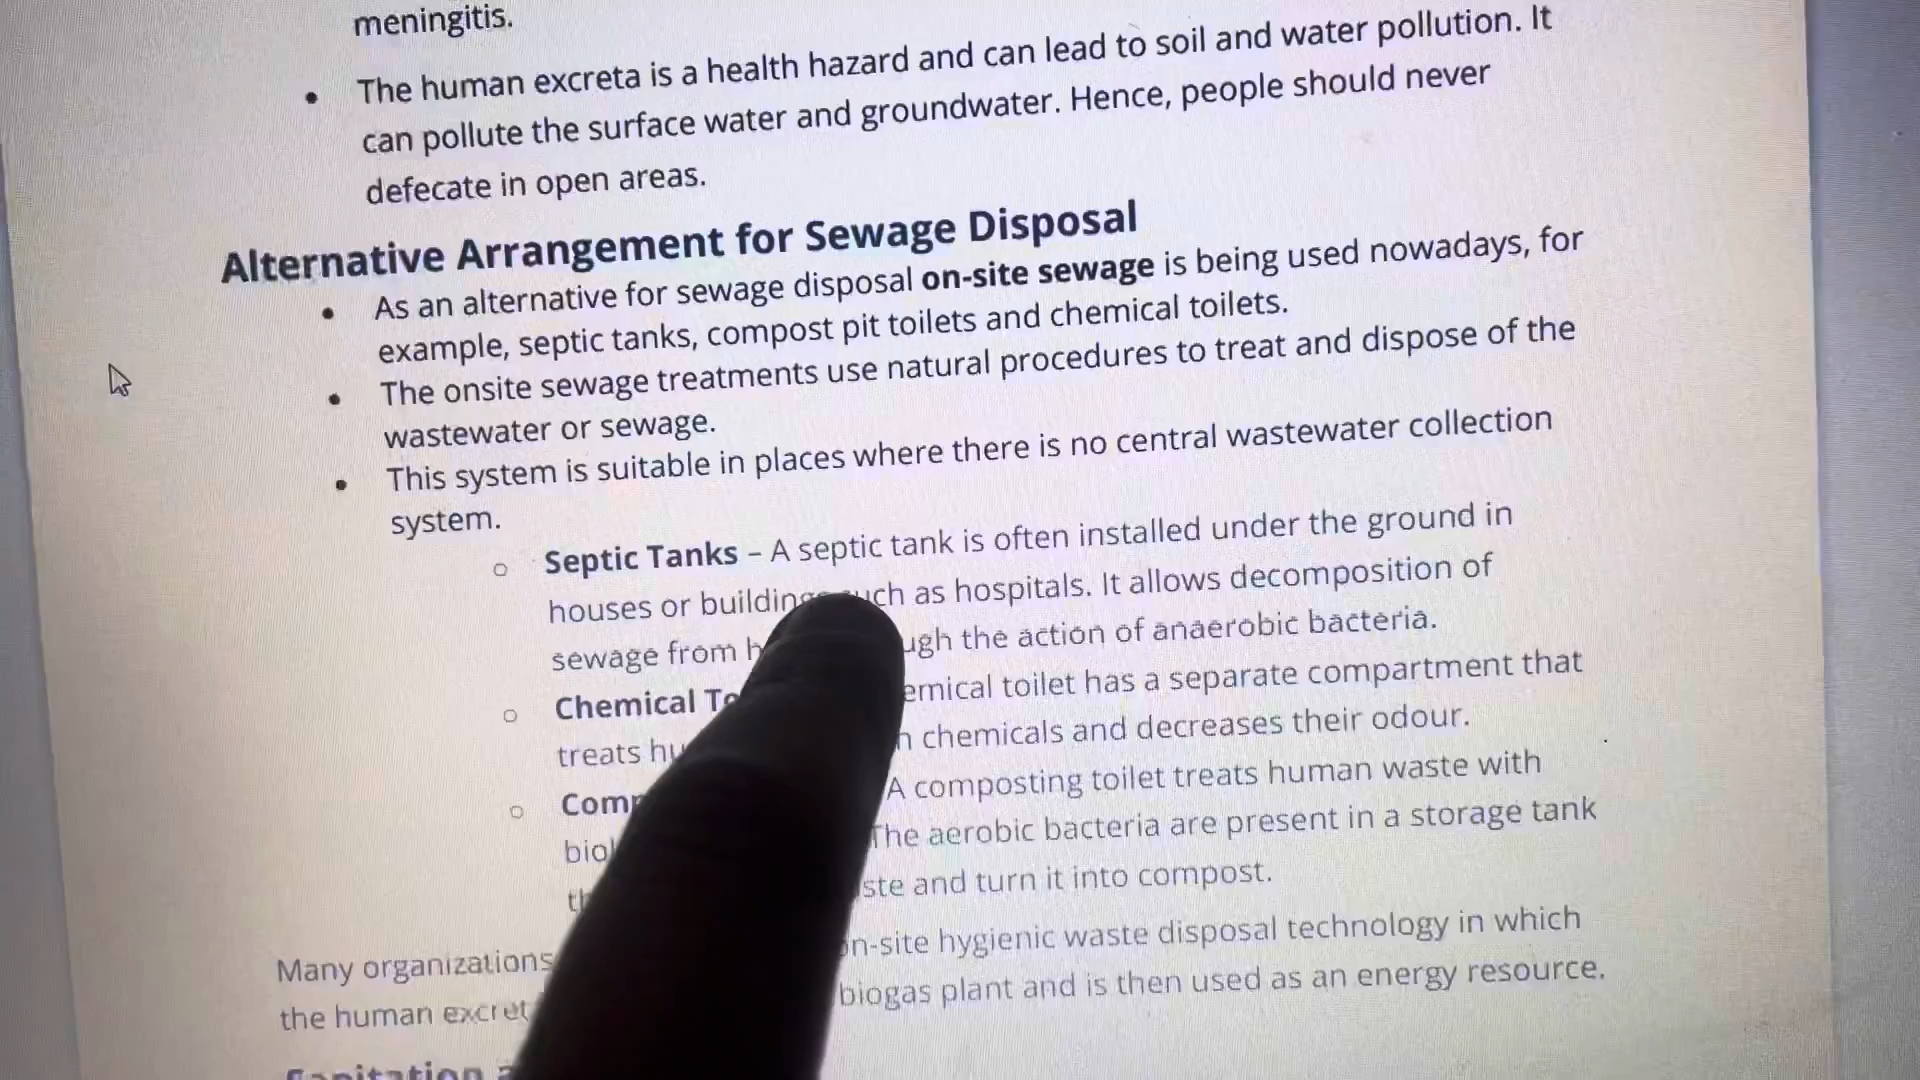 meningitis.
• The human excreta is a health hazard and can lead to soil and water pollution. It
can pollute the surface water and groundwater. Hence, people should never
defecate in open areas.
Alternative Arrangement for Sewage Disposal
• As an alternative for sewage disposal on-site sewage is being used nowadays, for
example, septic tanks, compost pit toilets and chemical toilets.
• The onsite sewage treatments use natural procedures to treat and dispose of the
wastewater or sewage.
• This system is suitable in places where there is no central wastewater collection
system.
○ Septic Tanks – A septic tank is often installed under the ground in
houses or buildings such as hospitals. It allows decomposition of
sewage from the action of anaerobic bacteria.
○ Chemical toilet has a separate compartment that
treats chemicals and decreases their odour.
○ A composting toilet treats human waste with
The aerobic bacteria are present in a storage tank
and turn it into compost.
Many organizations on-site hygienic waste disposal technology in which
the human biogas plant and is then used as an energy resource.